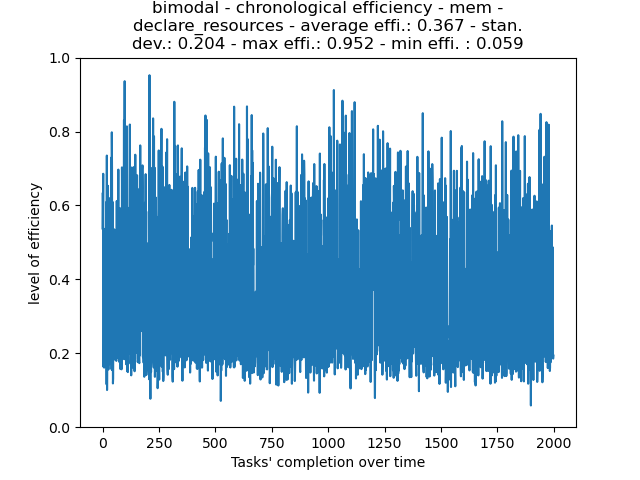 bimodal - chronological efficiency - mem -
declare_resources - average effi.: 0.367 - stan.
dev.: 0.204 - max effi.: 0.952 - min effi. : 0.059
1.0
0.8
0.6
0.4
0.2
0.0
level of efficiency
0 250 500 750 1000 1250 1500 1750 2000
Tasks' completion over time